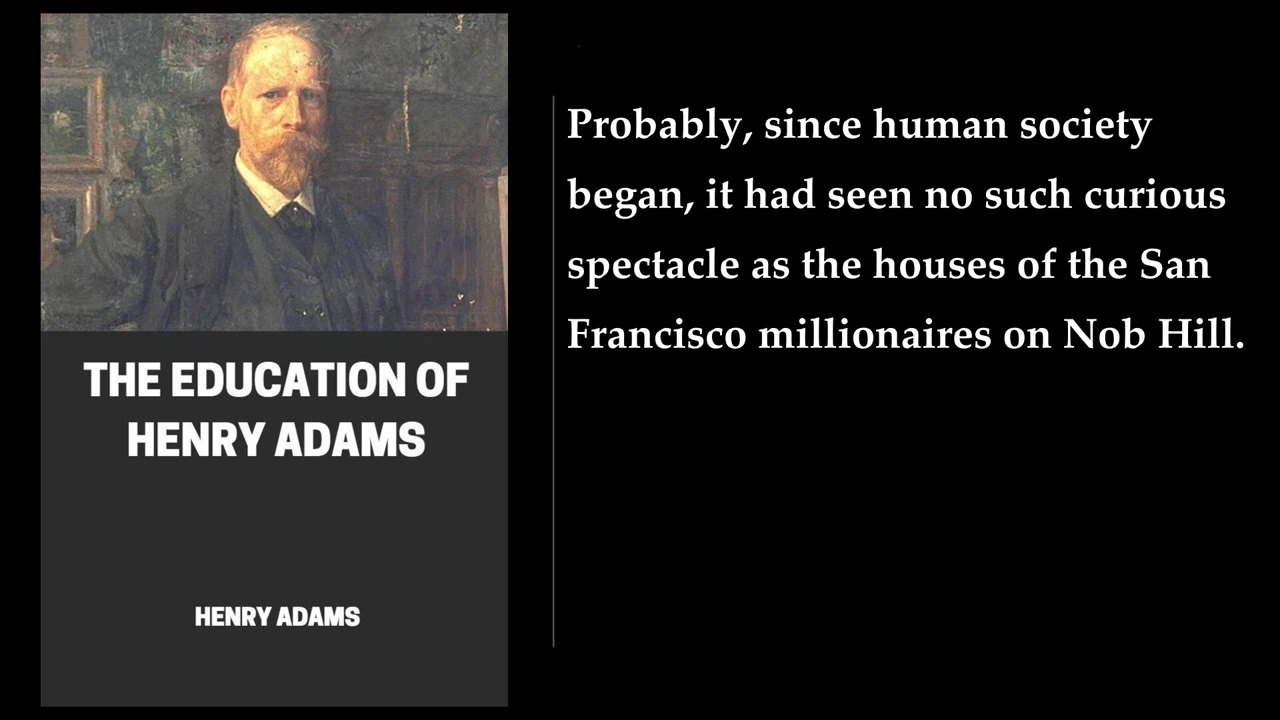 THE EDUCATION OF
HENRY ADAMS
HENRY ADAMS
Probably, since human society
began, it had seen no such curious
spectacle as the houses of the San
Francisco millionaires on Nob Hill.